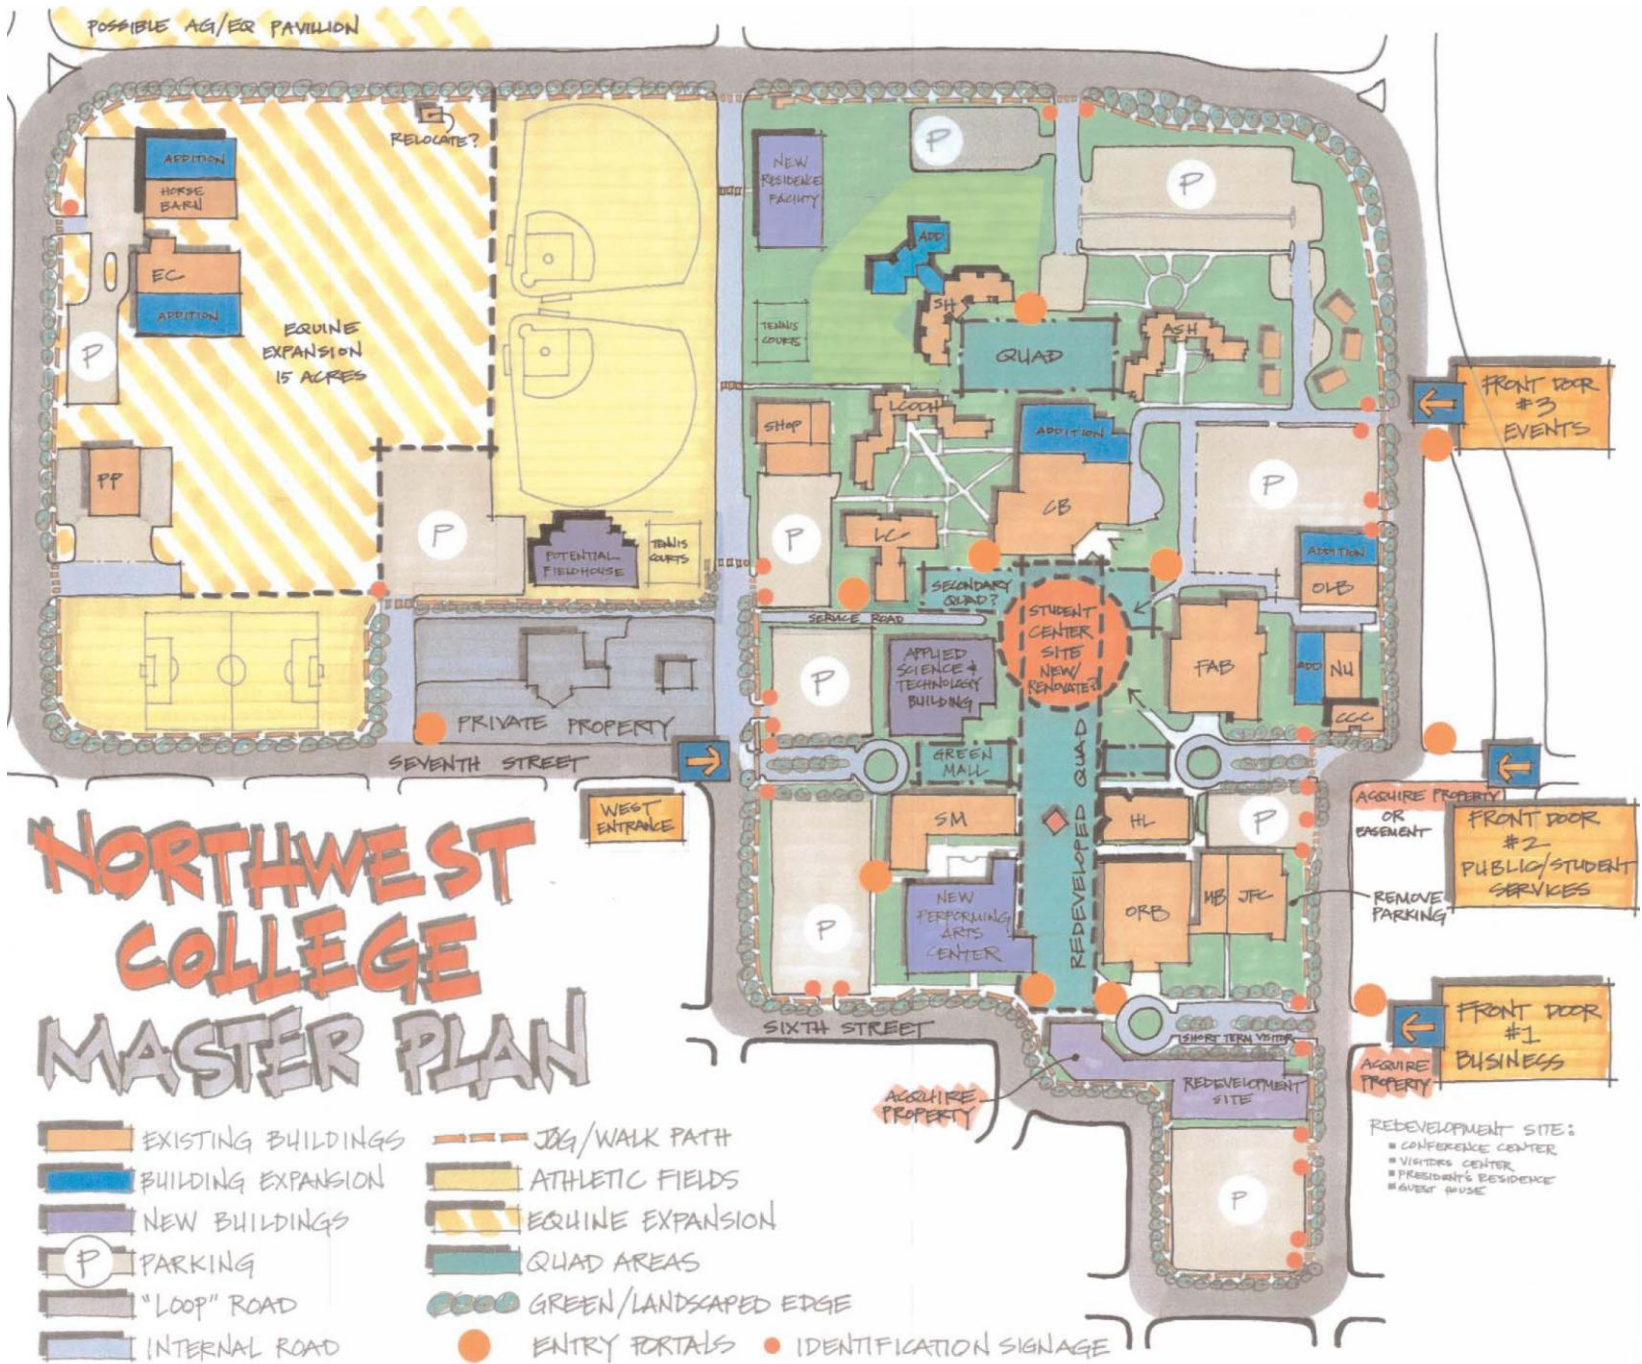 POSSIBLE AG/EQ PAVILLION
RELOCATE?
ADDITION
HORSE
BARN
EC
ADDITION
P
EQUINE
EXPANSION
15 ACRES
PP
P
POTENTIAL
FIELDHOUSE
TENNIS
COURTS
PRIVATE PROPERTY
SEVENTH STREET
→
WEST
ENTRANCE
NEW
RESIDENCE
FACILITY
P
P
ADD
SH
TENNIS
COURTS
QUAD
ASH
SHOP
LCODH
ADDITION
CB
P
P
LC
ADDITION
OLB
SECONDARY
QUAD?
SERVICE ROAD
STUDENT
CENTER
SITE
NEW/
RENOVATE?
P
APPLIED
SCIENCE &
TECHNOLOGY
BUILDING
FAB
ADD
NU
CCC
GREEN
MALL
REDEVELOPED QUAD
SM
HL
P
P
NEW
PERFORMING
ARTS
CENTER
ORB
MB
JFC
REMOVE
PARKING
SIXTH STREET
SHORT TERM VISITOR
REDEVELOPMENT
SITE
ACQUIRE
PROPERTY
P
←
FRONT DOOR
#3
EVENTS
←
ACQUIRE PROPERTY
OR
EASEMENT
FRONT DOOR
#2
PUBLIC/STUDENT
SERVICES
←
FRONT DOOR
#1
BUSINESS
ACQUIRE
PROPERTY
REDEVELOPMENT SITE:
▪ CONFERENCE CENTER
▪ VISITORS CENTER
▪ PRESIDENT'S RESIDENCE
▪ GUEST HOUSE
NORTHWEST
COLLEGE
MASTER PLAN
EXISTING BUILDINGS
BUILDING EXPANSION
NEW BUILDINGS
P PARKING
"LOOP" ROAD
INTERNAL ROAD
JOG/WALK PATH
ATHLETIC FIELDS
EQUINE EXPANSION
QUAD AREAS
GREEN/LANDSCAPED EDGE
ENTRY PORTALS
IDENTIFICATION SIGNAGE